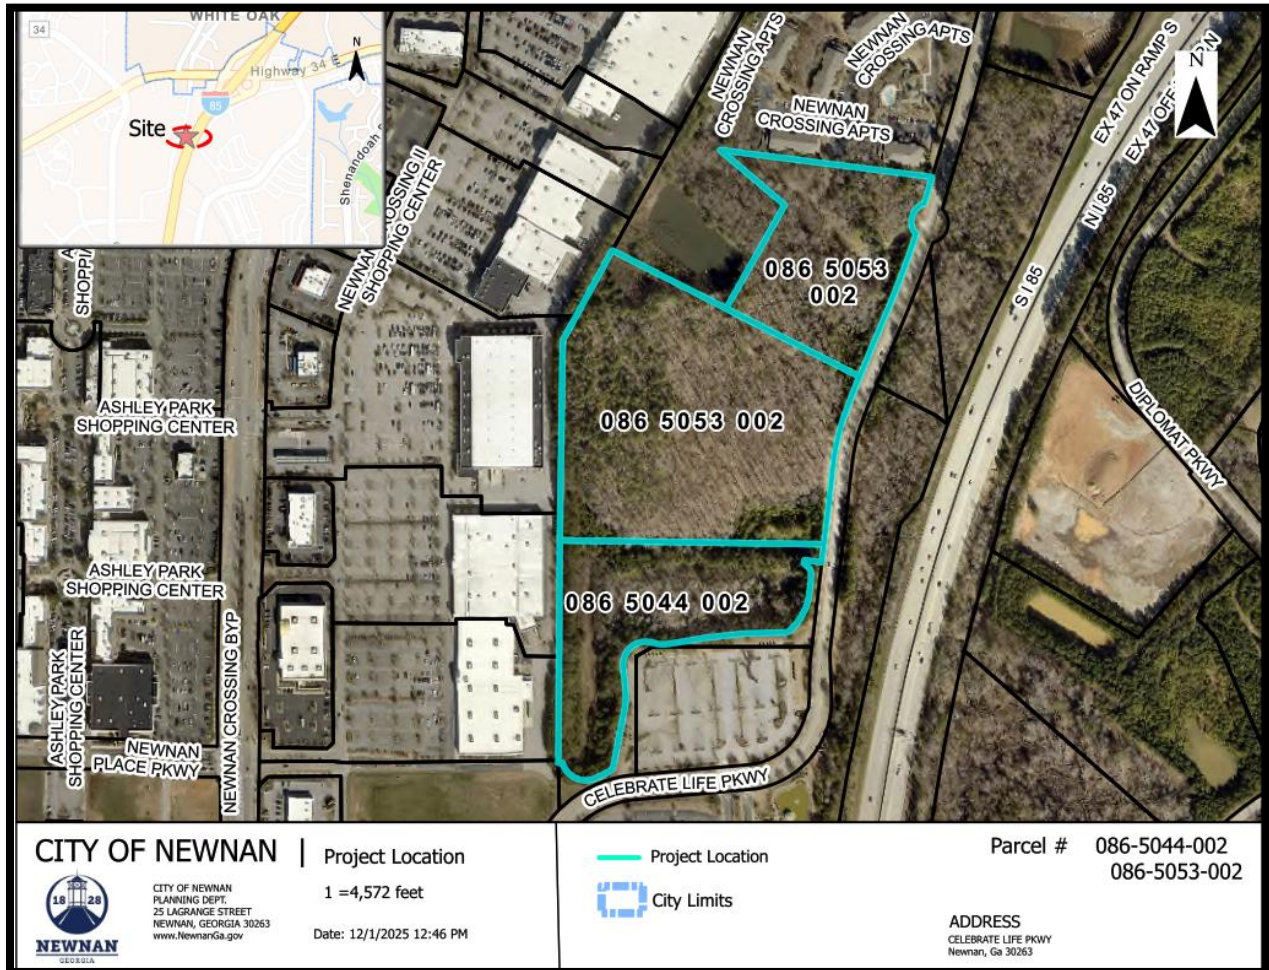 WHITE OAK
34
Highway 34
N
85
Site
Shenandoah
NEWNAN
CROSSING APTS
NEWNAN
CROSSING APTS
NEWNAN
CROSSING APTS
EX 47 ON RAMP S
EX 47 OFF
N
N
N I 85
S I 85
DIPLOMAT PKWY
CROSSING II
NEWNAN
SHOPPING CENTER
086 5053
002
086 5053 002
086 5044 002
ASHLEY PARK
SHOPPING CENTER
ASHLEY PARK
SHOPPING CENTER
ASHLEY PARK
SHOPPING CENTER
NEWNAN
PLACE PKWY
NEWNAN CROSSING BYP
CELEBRATE LIFE PKWY
CITY OF NEWNAN
18 28
NEWNAN
GEORGIA
CITY OF NEWNAN
PLANNING DEPT.
25 LAGRANGE STREET
NEWNAN, GEORGIA 30263
www.NewnanGa.gov
Project Location
1 =4,572 feet
Date: 12/1/2025 12:46 PM
Project Location
City Limits
Parcel # 086-5044-002
086-5053-002
ADDRESS
CELEBRATE LIFE PKWY
Newnan, Ga 30263